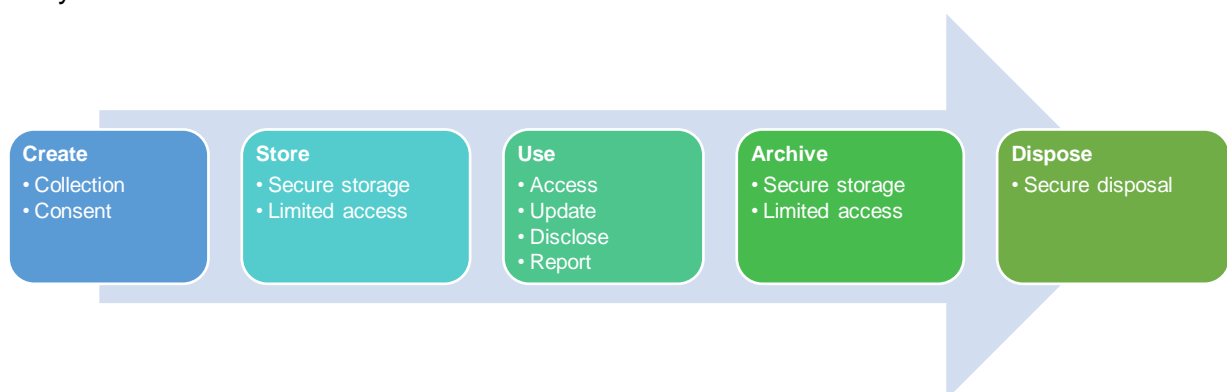 Create
• Collection
• Consent
Store
• Secure storage
• Limited access
Use
• Access
• Update
• Disclose
• Report
Archive
• Secure storage
• Limited access
Dispose
• Secure disposal